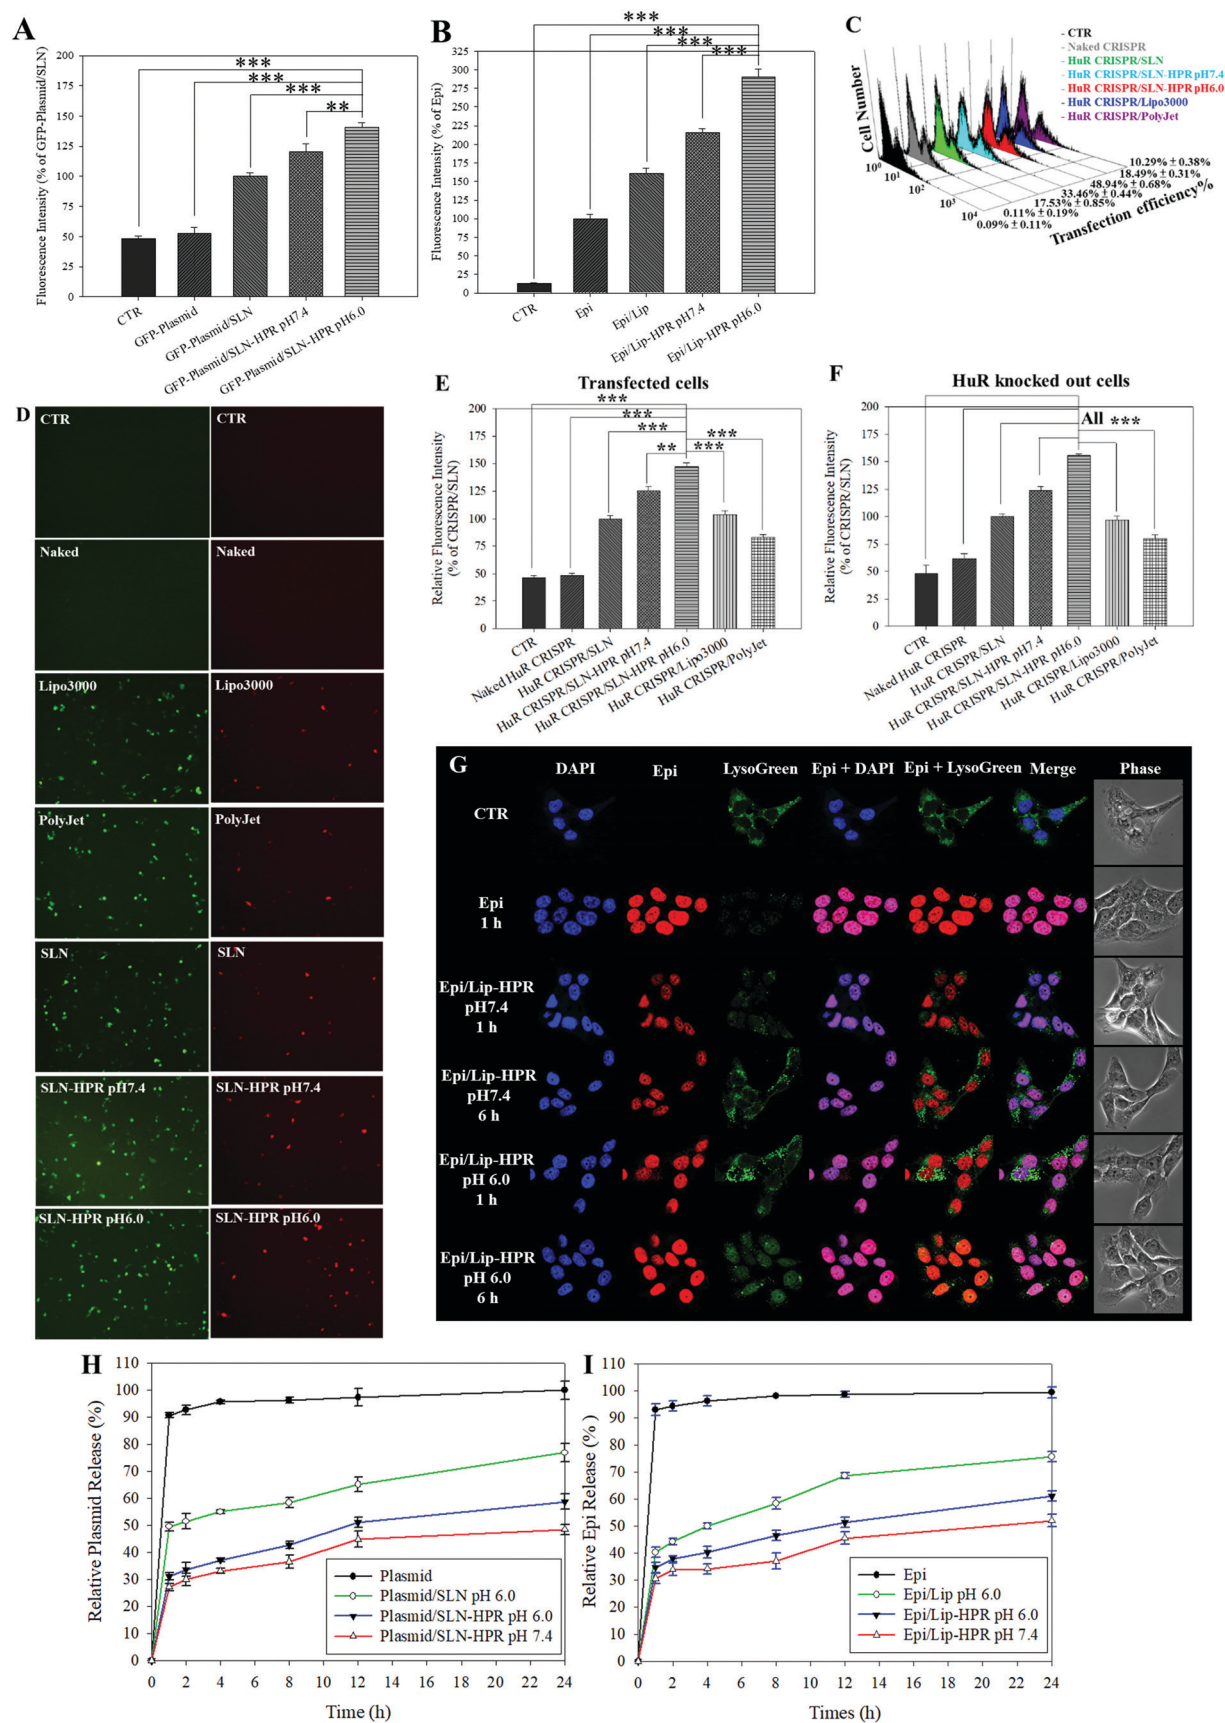 A
Fluorescence Intensity (% of GFP-Plasmid/SLN)
200
175
150
125
100
75
50
25
0
***
***
***
**
CTR
GFP-Plasmid
GFP-Plasmid/SLN
GFP-Plasmid/SLN-HPR pH7.4
GFP-Plasmid/SLN-HPR pH6.0
B
Fluorescence Intensity (% of Epi)
325
300
275
250
225
200
175
150
125
100
75
50
25
0
***
***
***
***
CTR
Epi
Epi/Lip
Epi/Lip-HPR pH7.4
Epi/Lip-HPR pH6.0
C
- CTR
- Naked CRISPR
- HuR CRISPR/SLN
- HuR CRISPR/SLN-HPR pH7.4
- HuR CRISPR/SLN-HPR pH6.0
- HuR CRISPR/Lipo3000
- HuR CRISPR/PolyJet
Cell Number
10⁰
10¹
10²
10³
10⁴
10.29% ± 0.38%
18.49% ± 0.31%
48.94% ± 0.68%
33.46% ± 0.44%
17.53% ± 0.85%
0.11% ± 0.19%
0.09% ± 0.11%
Transfection efficiency%
D
CTR
CTR
Naked
Naked
Lipo3000
Lipo3000
PolyJet
PolyJet
SLN
SLN
SLN-HPR pH7.4
SLN-HPR pH7.4
SLN-HPR pH6.0
SLN-HPR pH6.0
E
Transfected cells
Relative Fluorescence Intensity
(% of CRISPR/SLN)
200
175
150
125
100
75
50
25
0
***
***
***
***
**
***
CTR
Naked HuR CRISPR
HuR CRISPR/SLN
HuR CRISPR/SLN-HPR pH7.4
HuR CRISPR/SLN-HPR pH6.0
HuR CRISPR/Lipo3000
HuR CRISPR/PolyJet
F
HuR knocked out cells
Relative Fluorescence Intensity
(% of CRISPR/SLN)
200
175
150
125
100
75
50
25
0
All ***
CTR
Naked HuR CRISPR
HuR CRISPR/SLN
HuR CRISPR/SLN-HPR pH7.4
HuR CRISPR/SLN-HPR pH6.0
HuR CRISPR/Lipo3000
HuR CRISPR/PolyJet
G
DAPI Epi LysoGreen Epi + DAPI Epi + LysoGreen Merge Phase
CTR
Epi
1 h
Epi/Lip-HPR
pH7.4
1 h
Epi/Lip-HPR
pH7.4
6 h
Epi/Lip-HPR
pH 6.0
1 h
Epi/Lip-HPR
pH 6.0
6 h
H
Relative Plasmid Release (%)
110
100
90
80
70
60
50
40
30
20
10
0
Plasmid
Plasmid/SLN pH 6.0
Plasmid/SLN-HPR pH 6.0
Plasmid/SLN-HPR pH 7.4
0 2 4 6 8 10 12 14 16 18 20 22 24
Time (h)
I
Relative Epi Release (% )
110
100
90
80
70
60
50
40
30
20
10
0
Epi
Epi/Lip pH 6.0
Epi/Lip-HPR pH 6.0
Epi/Lip-HPR pH 7.4
0 2 4 6 8 10 12 14 16 18 20 22 24
Times (h)